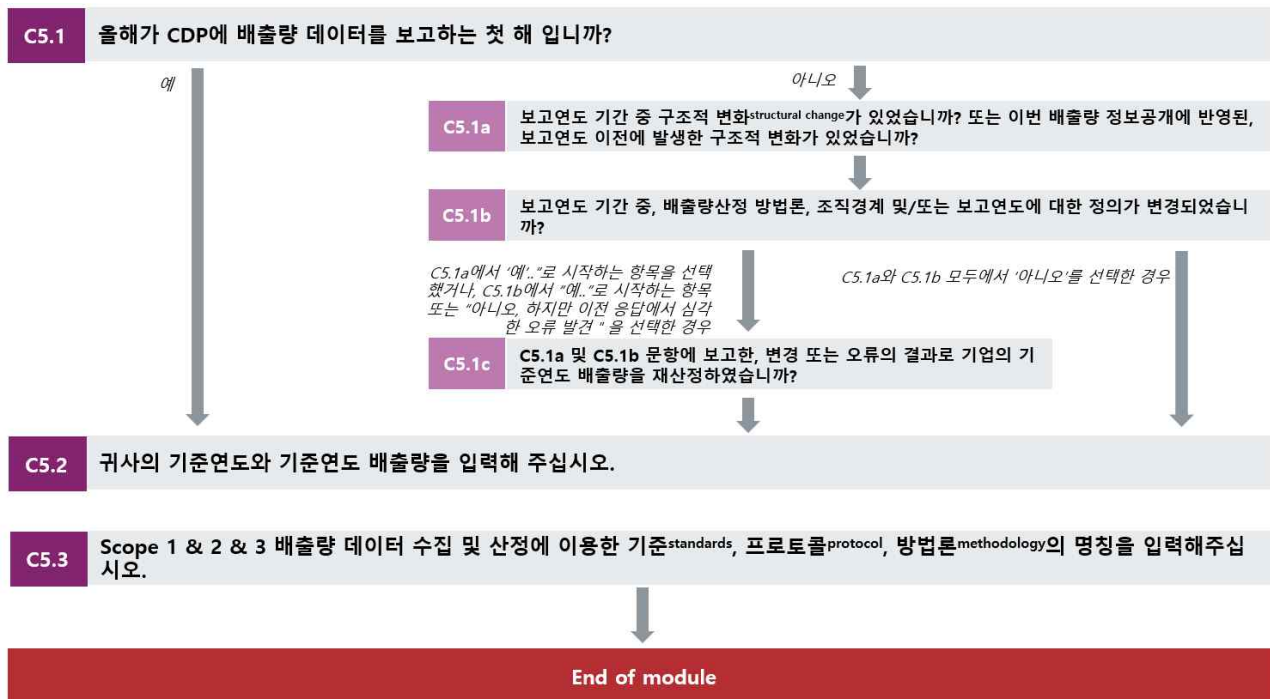 C5.1
올해가 CDP에 배출량 데이터를 보고하는 첫 해 입니까?
예
아니오
C5.1a
보고연도 기간 중 구조적 변화structural change가 있었습니까? 또는 이번 배출량 정보공개에 반영된,
보고연도 이전에 발생한 구조적 변화가 있었습니까?
C5.1b
보고연도 기간 중, 배출량산정 방법론, 조직경계 및/또는 보고연도에 대한 정의가 변경되었습니
까?
C5.1a에서 ‘예’..”로 시작하는 항목을 선택
했거나, C5.1b에서 ”예..”로 시작하는 항목
또는 “아니오, 하지만 이전 응답에서 심각
한 오류 발견 ” 을 선택한 경우
C5.1a와 C5.1b 모두에서 ‘아니오’를 선택한 경우
C5.1c
C5.1a 및 C5.1b 문항에 보고한, 변경 또는 오류의 결과로 기업의 기
준연도 배출량을 재산정하였습니까?
C5.2
귀사의 기준연도와 기준연도 배출량을 입력해 주십시오.
C5.3
Scope 1 & 2 & 3 배출량 데이터 수집 및 산정에 이용한 기준standards, 프로토콜protocol, 방법론methodology의 명칭을 입력해주십
시오.
End of module